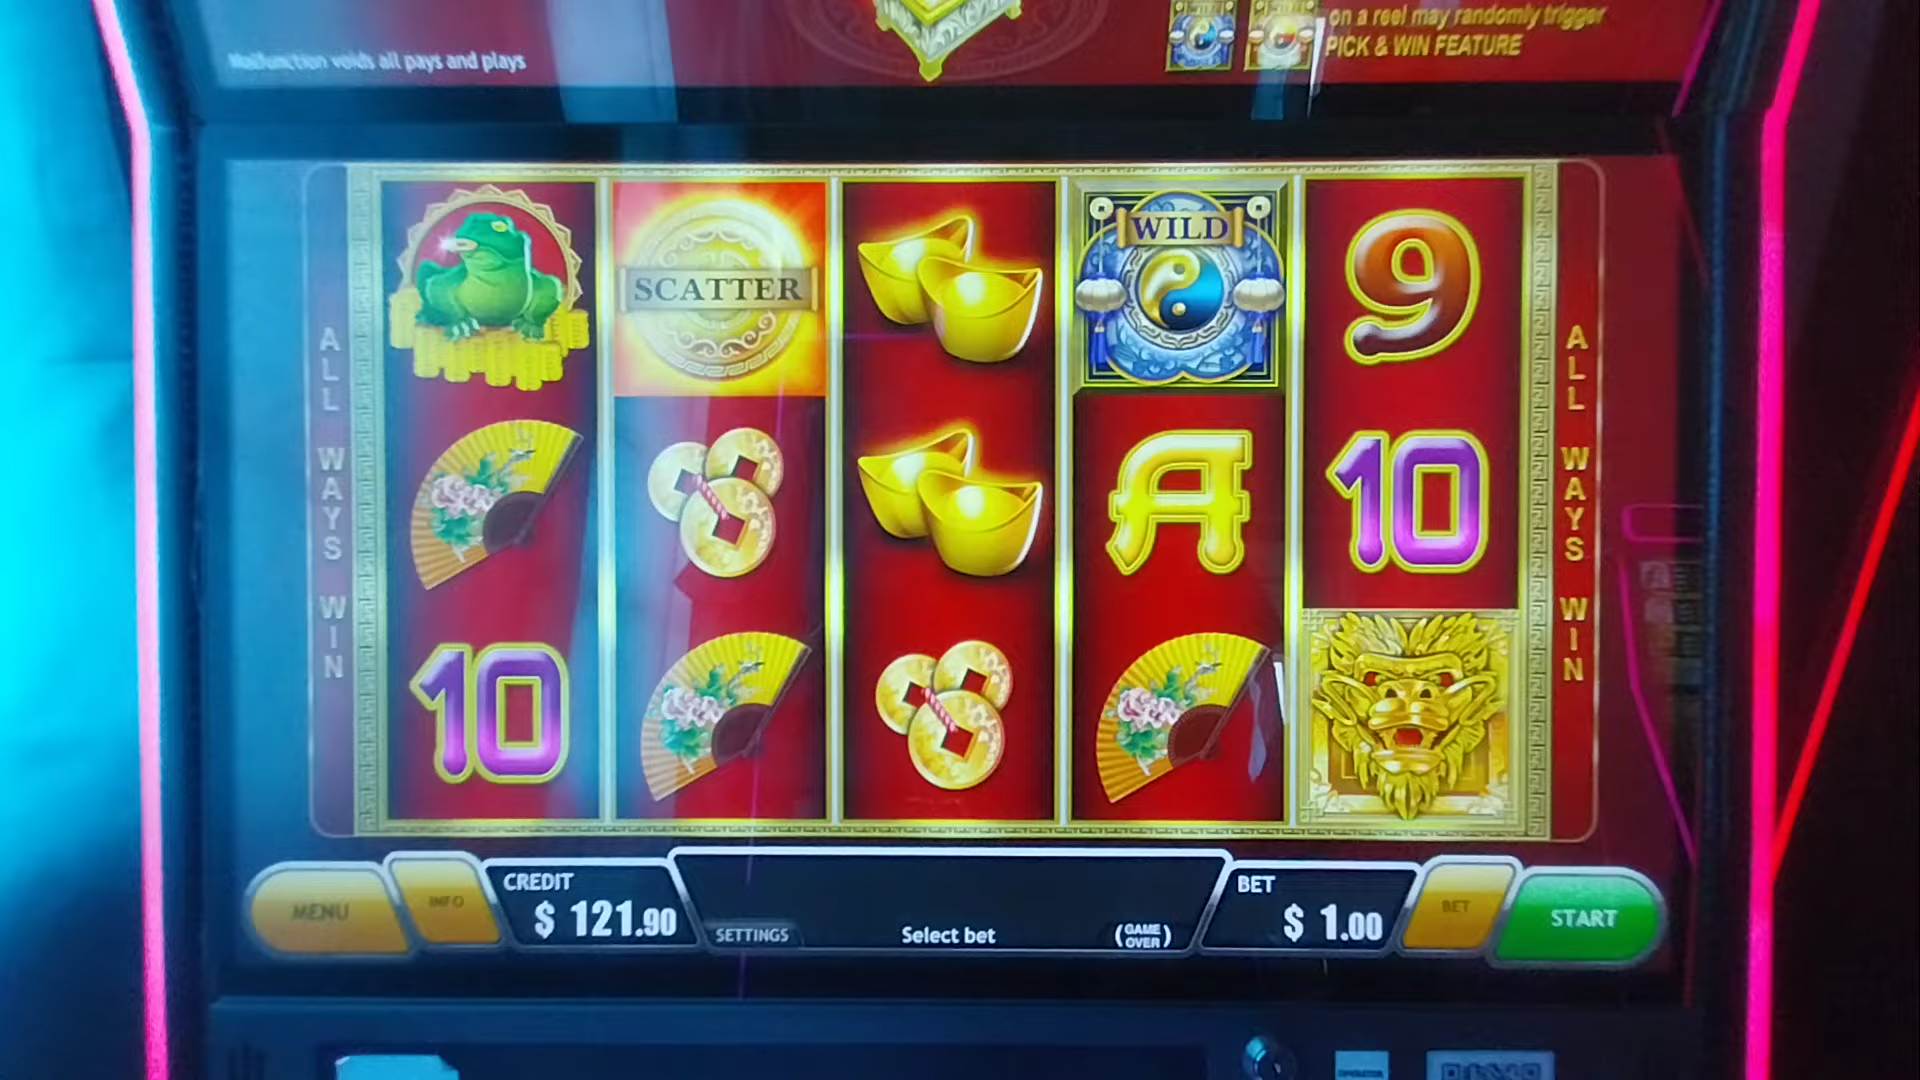 on a reel may randomly trigger
PICK & WIN FEATURE
Malfunction voids all pays and plays
ALL WAYS WIN
SCATTER
WILD
9
A
10
10
ALL WAYS WIN
MENU
INFO
CREDIT
$ 121.90
SETTINGS
Select bet
(GAME OVER)
BET
$ 1.00
BET
START